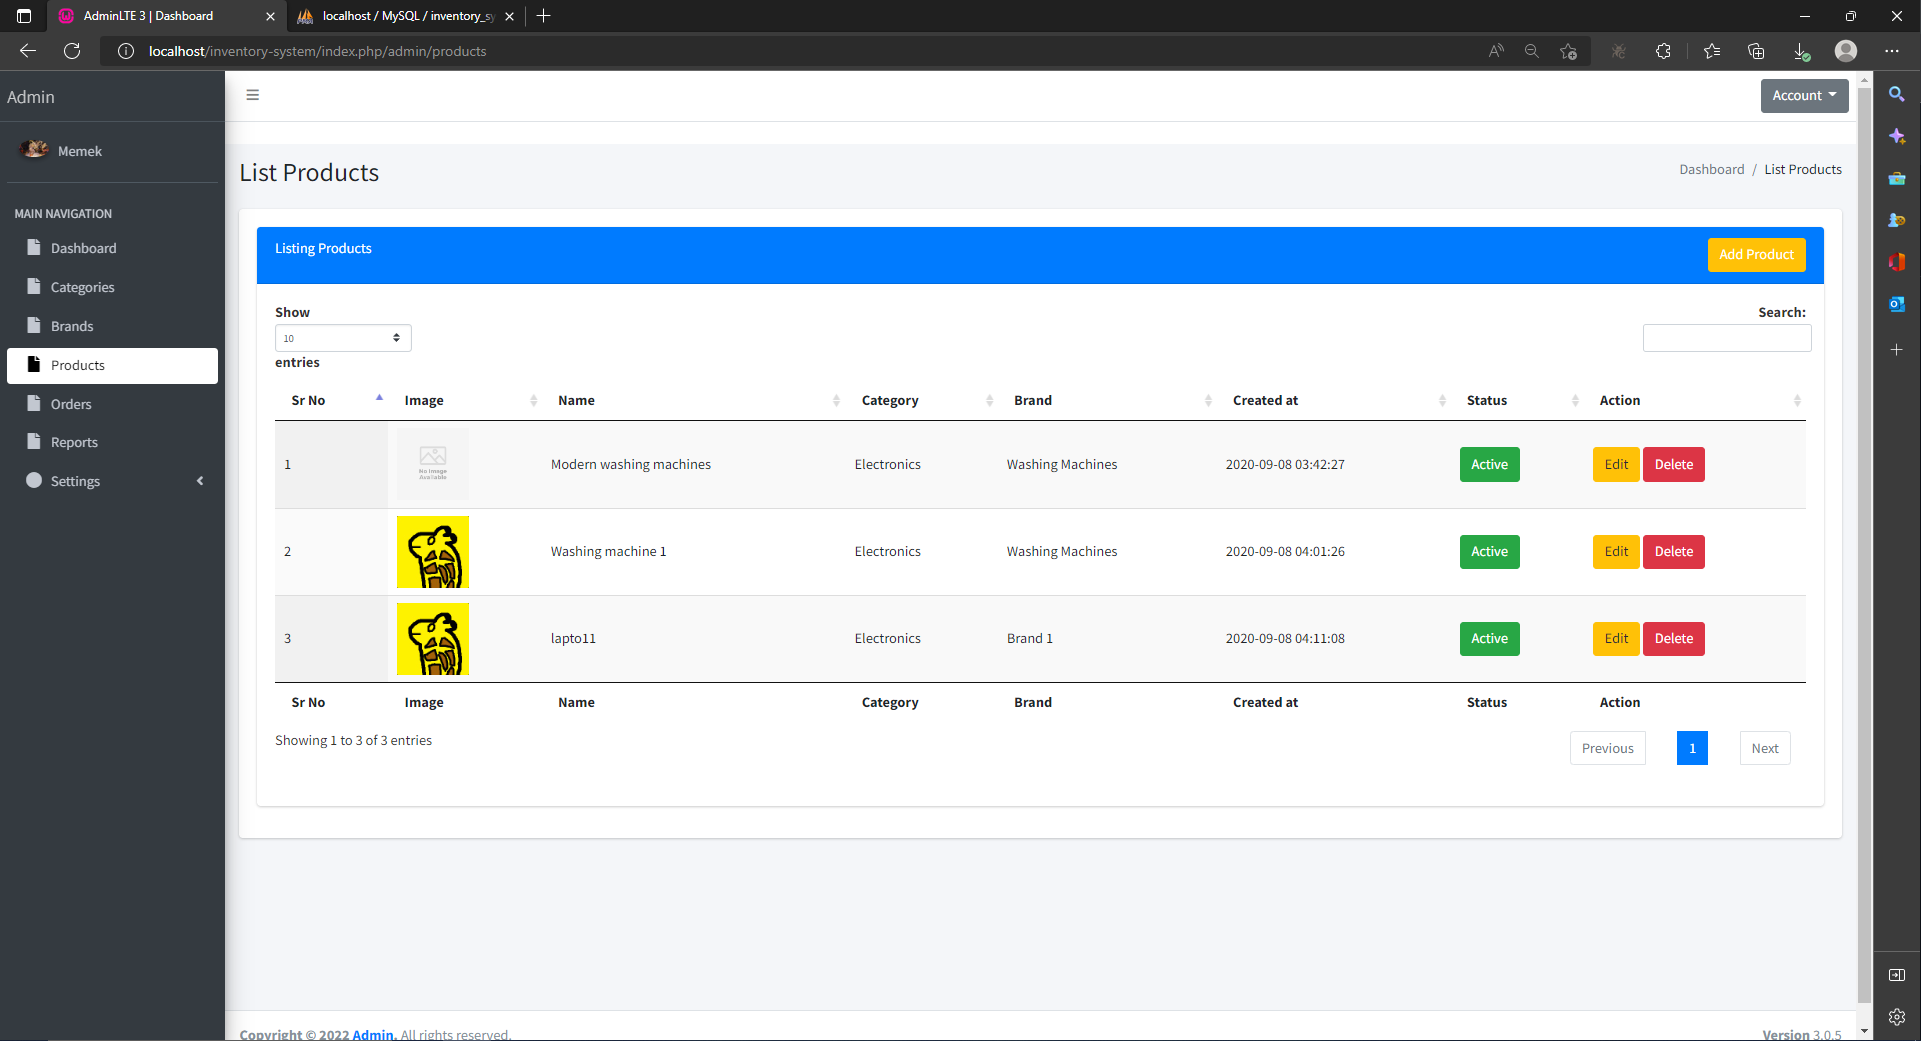 AdminLTE 3 | Dashboard
localhost / MySQL / inventory_sy
localhost/inventory-system/index.php/admin/products
Admin
Account
Memek
List Products
Dashboard / List Products
MAIN NAVIGATION
Dashboard
Categories
Brands
Products
Orders
Reports
Settings
Listing Products
Add Product
Show
Search:
10
entries
Sr No Image Name Category Brand Created at Status Action
No Image
Available
1 Modern washing machines Electronics Washing Machines 2020-09-08 03:42:27 Active Edit Delete
2 Washing machine 1 Electronics Washing Machines 2020-09-08 04:01:26 Active Edit Delete
3 lapto11 Electronics Brand 1 2020-09-08 04:11:08 Active Edit Delete
Sr No Image Name Category Brand Created at Status Action
Showing 1 to 3 of 3 entries
Previous 1 Next
Copyright © 2022 Admin. All rights reserved.
Version 3.0.5